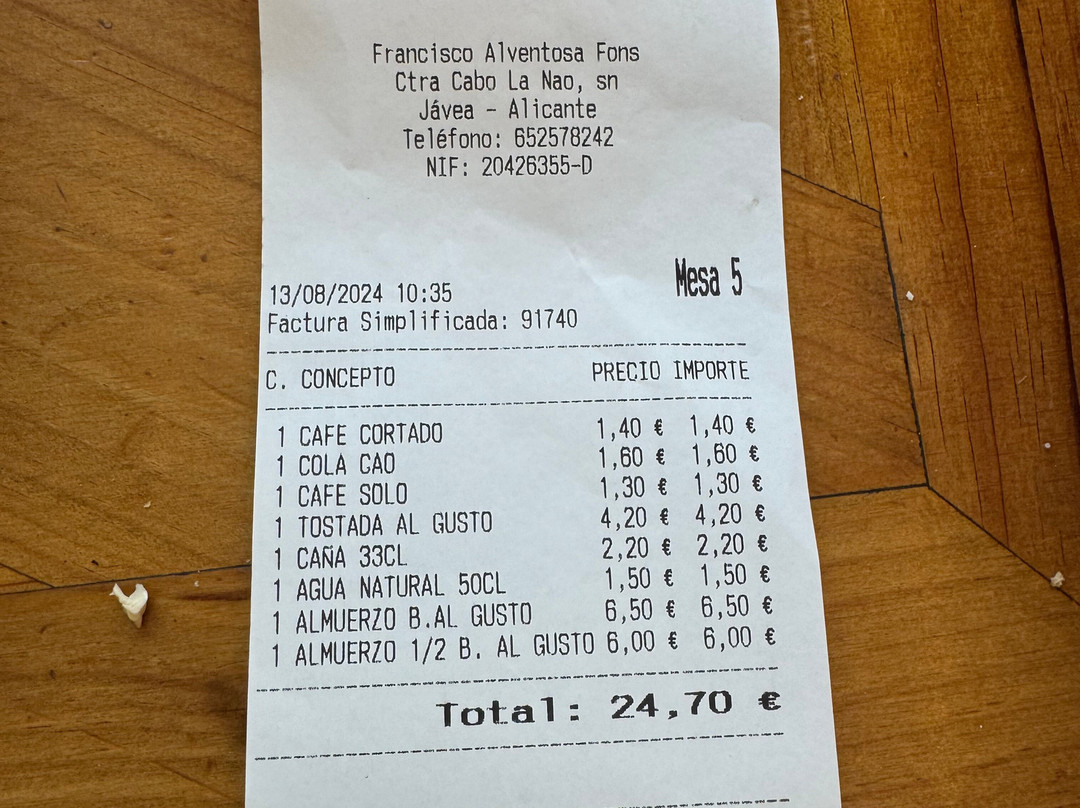 Francisco Alventosa Fons
Ctra Cabo La Nao, sn
Jávea - Alicante
Teléfono: 652578242
NIF: 20426355-D
Mesa 5
13/08/2024 10:35
Factura Simplificada: 91740
C. CONCEPTO PRECIO IMPORTE
1 CAFE CORTADO 1,40 € 1,40 €
1 COLA CAO 1,60 € 1,60 €
1 CAFE SOLO 1,30 € 1,30 €
1 TOSTADA AL GUSTO 4,20 € 4,20 €
1 CAÑA 33CL 2,20 € 2,20 €
1 AGUA NATURAL 50CL 1,50 € 1,50 €
1 ALMUERZO B.AL GUSTO 6,50 € 6,50 €
1 ALMUERZO 1/2 B. AL GUSTO 6,00 € 6,00 €
Total: 24,70 €